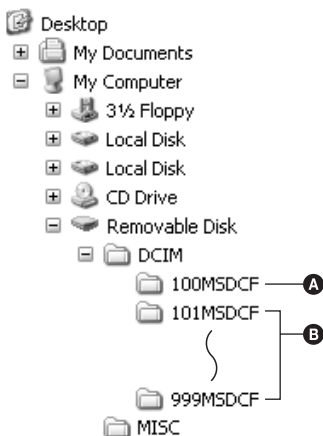 Desktop
My Documents
My Computer
3½ Floppy
Local Disk
Local Disk
CD Drive
Removable Disk
DCIM
100MSDCF A
101MSDCF
B
999MSDCF
MISC